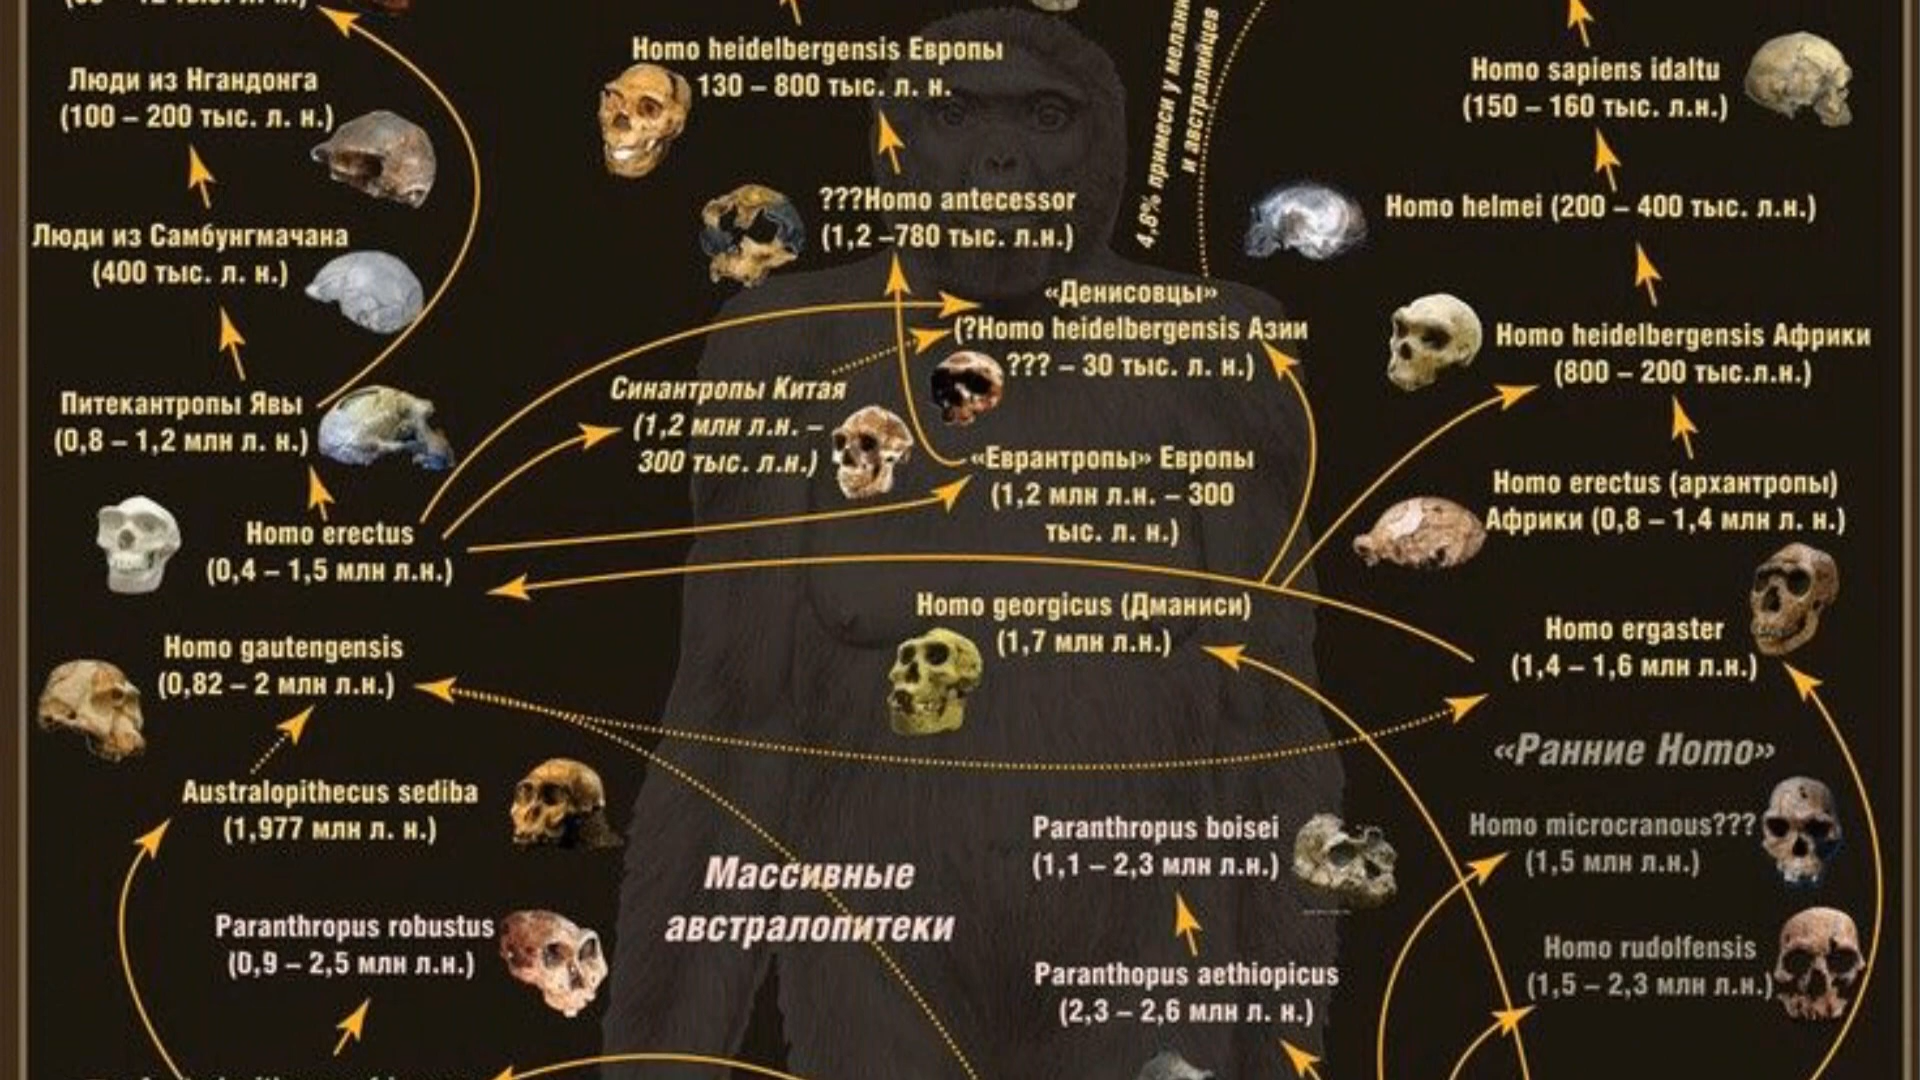 Люди из Нгандонга
(100 – 200 тыс. л. н.)
Люди из Самбунгмачана
(400 тыс. л. н.)
Питекантропы Явы
(0,8 – 1,2 млн л. н.)
Homo erectus
(0,4 – 1,5 млн л.н.)
Homo gautengensis
(0,82 – 2 млн л.н.)
Australopithecus sediba
(1,977 млн л. н.)
Paranthropus robustus
(0,9 – 2,5 млн л.н.)
Homo heidelbergensis Европы
130 – 800 тыс. л. н.
???Homo antecessor
(1,2 –780 тыс. л.н.)
4,8% примеси у
и австралийцев
«Денисовцы»
(?Homo heidelbergensis Азии
??? – 30 тыс. л. н.)
Синантропы Китая
(1,2 млн л.н. –
300 тыс. л.н.)
«Еврантропы» Европы
(1,2 млн л.н. – 300
тыс. л. н.)
Homo georgicus (Дманиси)
(1,7 млн л.н.)
Массивные
австралопитеки
Paranthropus boisei
(1,1 – 2,3 млн л.н.)
Paranthopus aethiopicus
(2,3 – 2,6 млн л. н.)
Homo sapiens idaltu
(150 – 160 тыс. л.н.)
Homo helmei (200 – 400 тыс. л.н.)
Homo heidelbergensis Африки
(800 – 200 тыс.л.н.)
Homo erectus (архантропы)
Африки (0,8 – 1,4 млн л. н.)
Homo ergaster
(1,4 – 1,6 млн л.н.)
«Ранние Homo»
Homo microcranous???
(1,5 млн л.н.)
Homo rudolfensis
(1,5 – 2,3 млн л.н.)